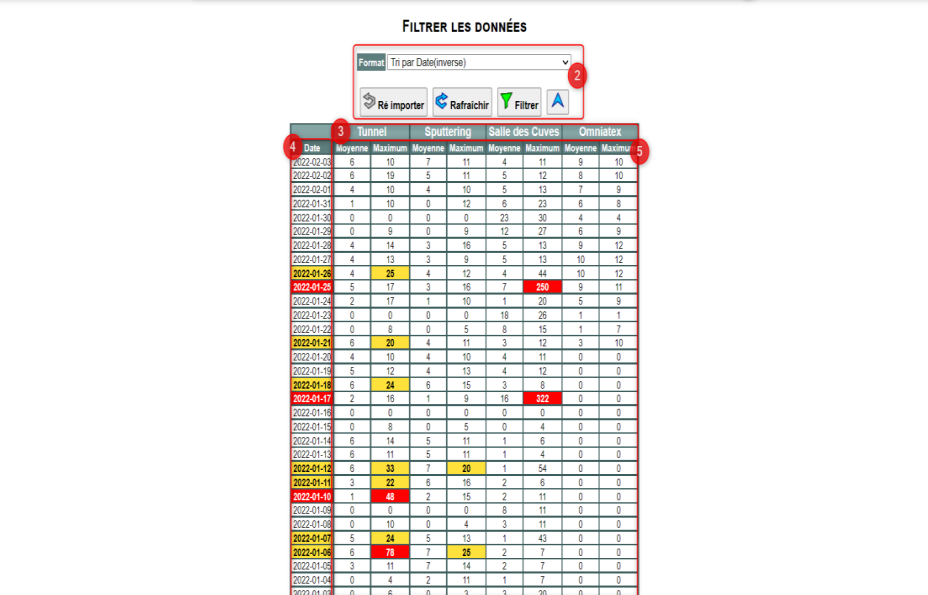 FILTRER LES DONNÉES
Format Tri par Date(inverse)
2
Ré importer Rafraichir Filtrer
3 Tunnel Sputtering Salle des Cuves Omniatex
4 Date Moyenne Maximum Moyenne Maximum Moyenne Maximum Moyenne Maximum 5
2022-02-03 6 10 7 11 4 11 9 10
2022-02-02 6 19 5 11 5 12 8 10
2022-02-01 4 10 4 10 5 13 7 9
2022-01-31 1 10 0 12 6 23 6 8
2022-01-30 0 0 0 0 23 30 4 4
2022-01-29 0 9 0 9 12 27 6 9
2022-01-28 4 14 3 16 5 13 9 12
2022-01-27 4 13 3 9 5 13 10 12
2022-01-26 4 25 4 12 4 44 10 12
2022-01-25 5 17 3 16 7 250 9 11
2022-01-24 2 17 1 10 1 20 5 9
2022-01-23 0 0 0 0 18 26 1 1
2022-01-22 0 8 0 5 8 15 1 7
2022-01-21 6 20 4 11 3 12 3 10
2022-01-20 4 10 4 10 4 11 0 0
2022-01-19 5 12 4 13 4 12 0 0
2022-01-18 6 24 6 15 3 8 0 0
2022-01-17 2 16 1 9 16 322 0 0
2022-01-16 0 0 0 0 0 0 0 0
2022-01-15 0 8 0 5 0 4 0 0
2022-01-14 6 14 5 11 1 6 0 0
2022-01-13 6 11 5 11 1 4 0 0
2022-01-12 6 33 7 20 1 54 0 0
2022-01-11 3 22 6 16 2 6 0 0
2022-01-10 1 48 2 15 2 11 0 0
2022-01-09 0 0 0 0 8 11 0 0
2022-01-08 0 10 0 4 3 11 0 0
2022-01-07 5 24 5 13 1 43 0 0
2022-01-06 6 78 7 25 2 7 0 0
2022-01-05 3 11 7 14 2 7 0 0
2022-01-04 0 4 2 11 1 7 0 0
2022-01-03 0 6 0 3 3 20 0 0